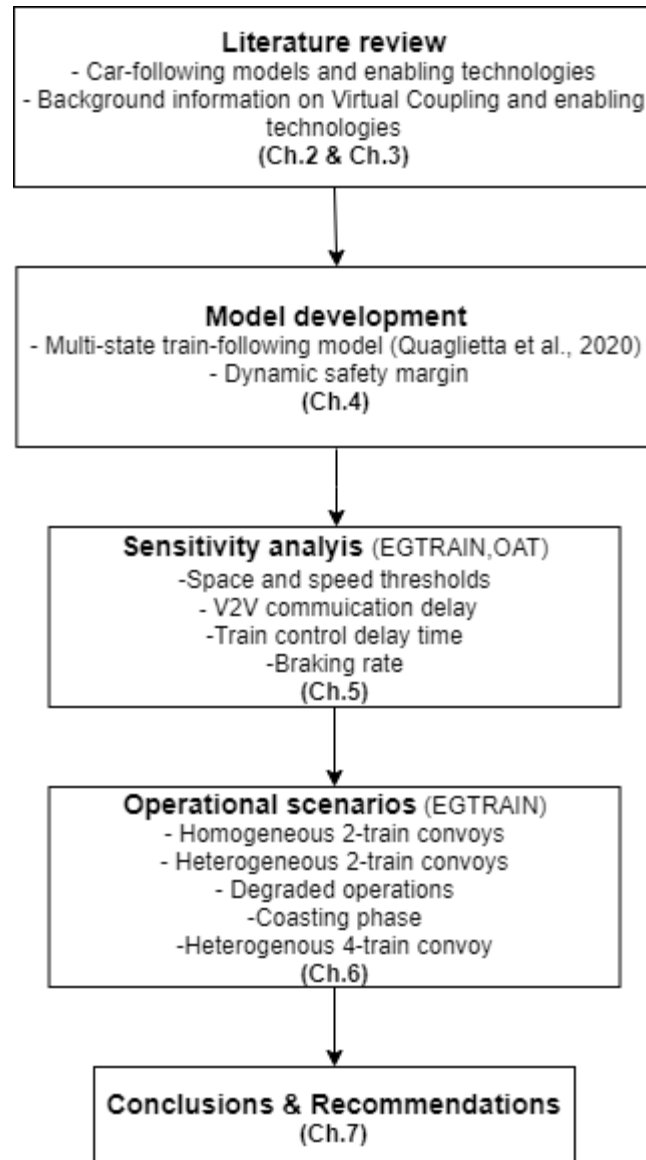 Literature review
- Car-following models and enabling technologies
- Background information on Virtual Coupling and enabling
technologies
(Ch.2 & Ch.3)
Model development
- Multi-state train-following model (Quaglietta et al., 2020)
- Dynamic safety margin
(Ch.4)
Sensitivity analyis (EGTRAIN,OAT)
-Space and speed thresholds
- V2V commuication delay
-Train control delay time
-Braking rate
(Ch.5)
Operational scenarios (EGTRAIN)
- Homogeneous 2-train convoys
- Heterogeneous 2-train convoys
- Degraded operations
-Coasting phase
-Heterogenous 4-train convoy
(Ch.6)
Conclusions & Recommendations
(Ch.7)